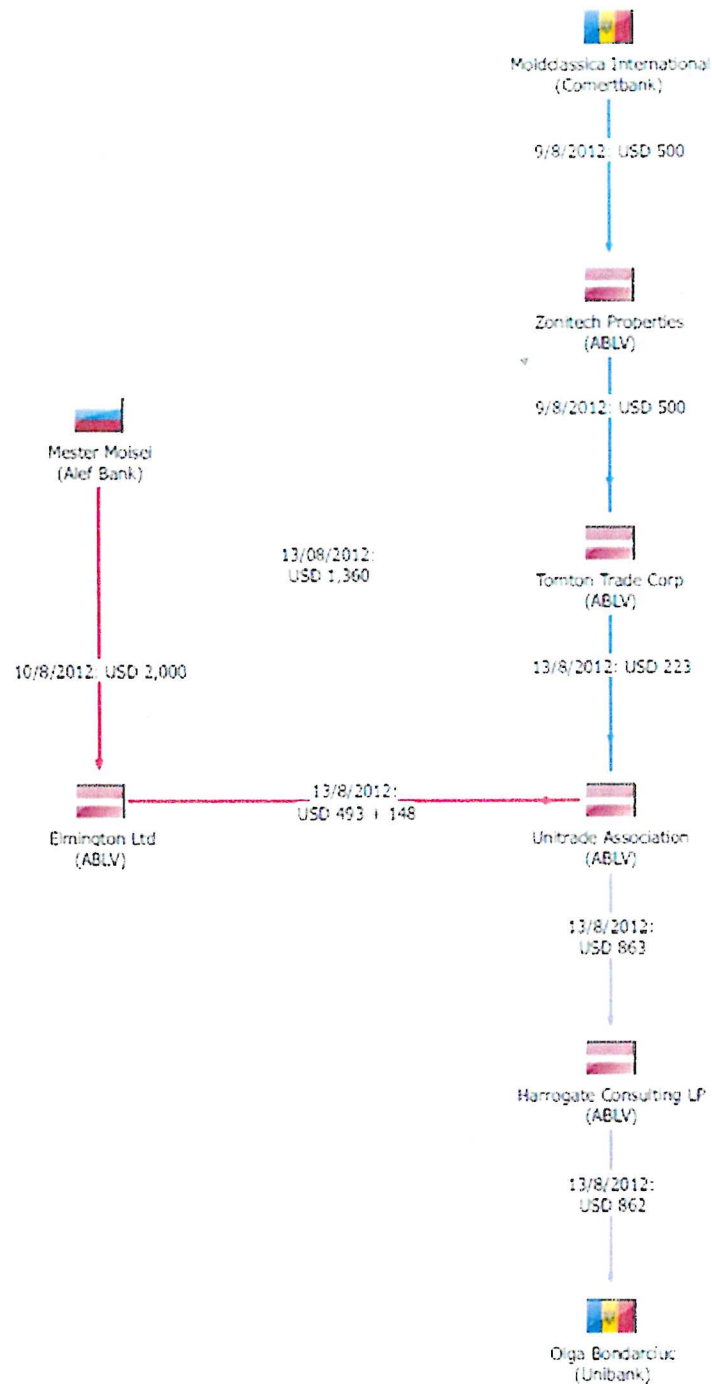 Moldclassica International
(Comertbank)
9/8/2012: USD 500
Zonitech Properties
(ABLV)
9/8/2012: USD 500
Mester Moisei
(Alef Bank)
13/08/2012:
USD 1,360
Tomton Trade Corp
(ABLV)
10/8/2012: USD 2,000
13/8/2012: USD 223
13/8/2012:
USD 493 + 148
Elmington Ltd
(ABLV)
Unitrade Association
(ABLV)
13/8/2012:
USD 863
Harrogate Consulting LP
(ABLV)
13/8/2012:
USD 862
Olga Bondarciuc
(Unibank)